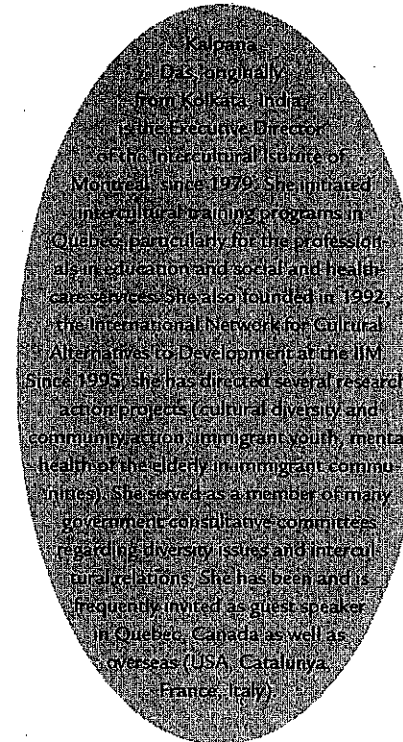 Kalpana
Das, originally
from Kolkata, India,
is the Executive Director
of the Intercultural Isntitute of
Montreal, since 1979. She initiated
intercultural training programs in
Quebec, particularly for the profession-
als in education and social and health-
care services. She also founded in 1992,
the International Network for Cultural
Alternatives to Development at the IIM.
Since 1995, she has directed several research
action projects (cultural diversity and
community action, immigrant youth, mental
health of the elderly in immigrant commu-
nities). She served as a member of many
government consultative committees
regarding diversity issues and intercul-
tural relations. She has been and is
frequently invited as guest speaker
in Quebec, Canada as well as
overseas (USA, Catalunya,
France, Italy).